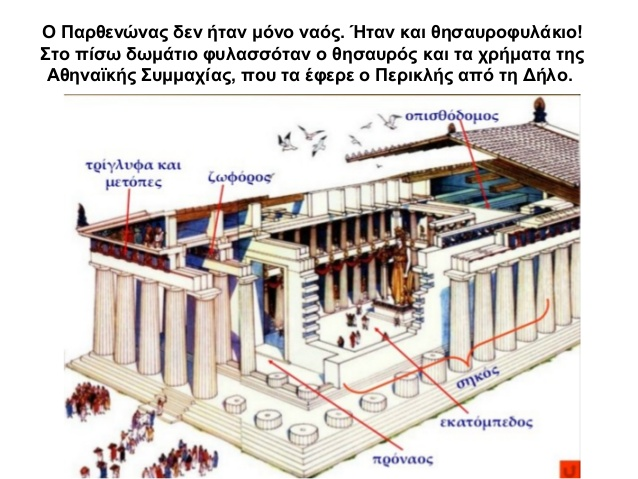 Ο Παρθενώνας δεν ήταν μόνο ναός. Ήταν και θησαυροφυλάκιο!
Στο πίσω δωμάτιο φυλασσόταν ο θησαυρός και τα χρήματα της
Αθηναϊκής Συμμαχίας, που τα έφερε ο Περικλής από τη Δήλο.
οπισθόδομος
τρίγλυφα και
μετόπες
ζωφόρος
σηκός
εκατόμπεδος
πρόναος